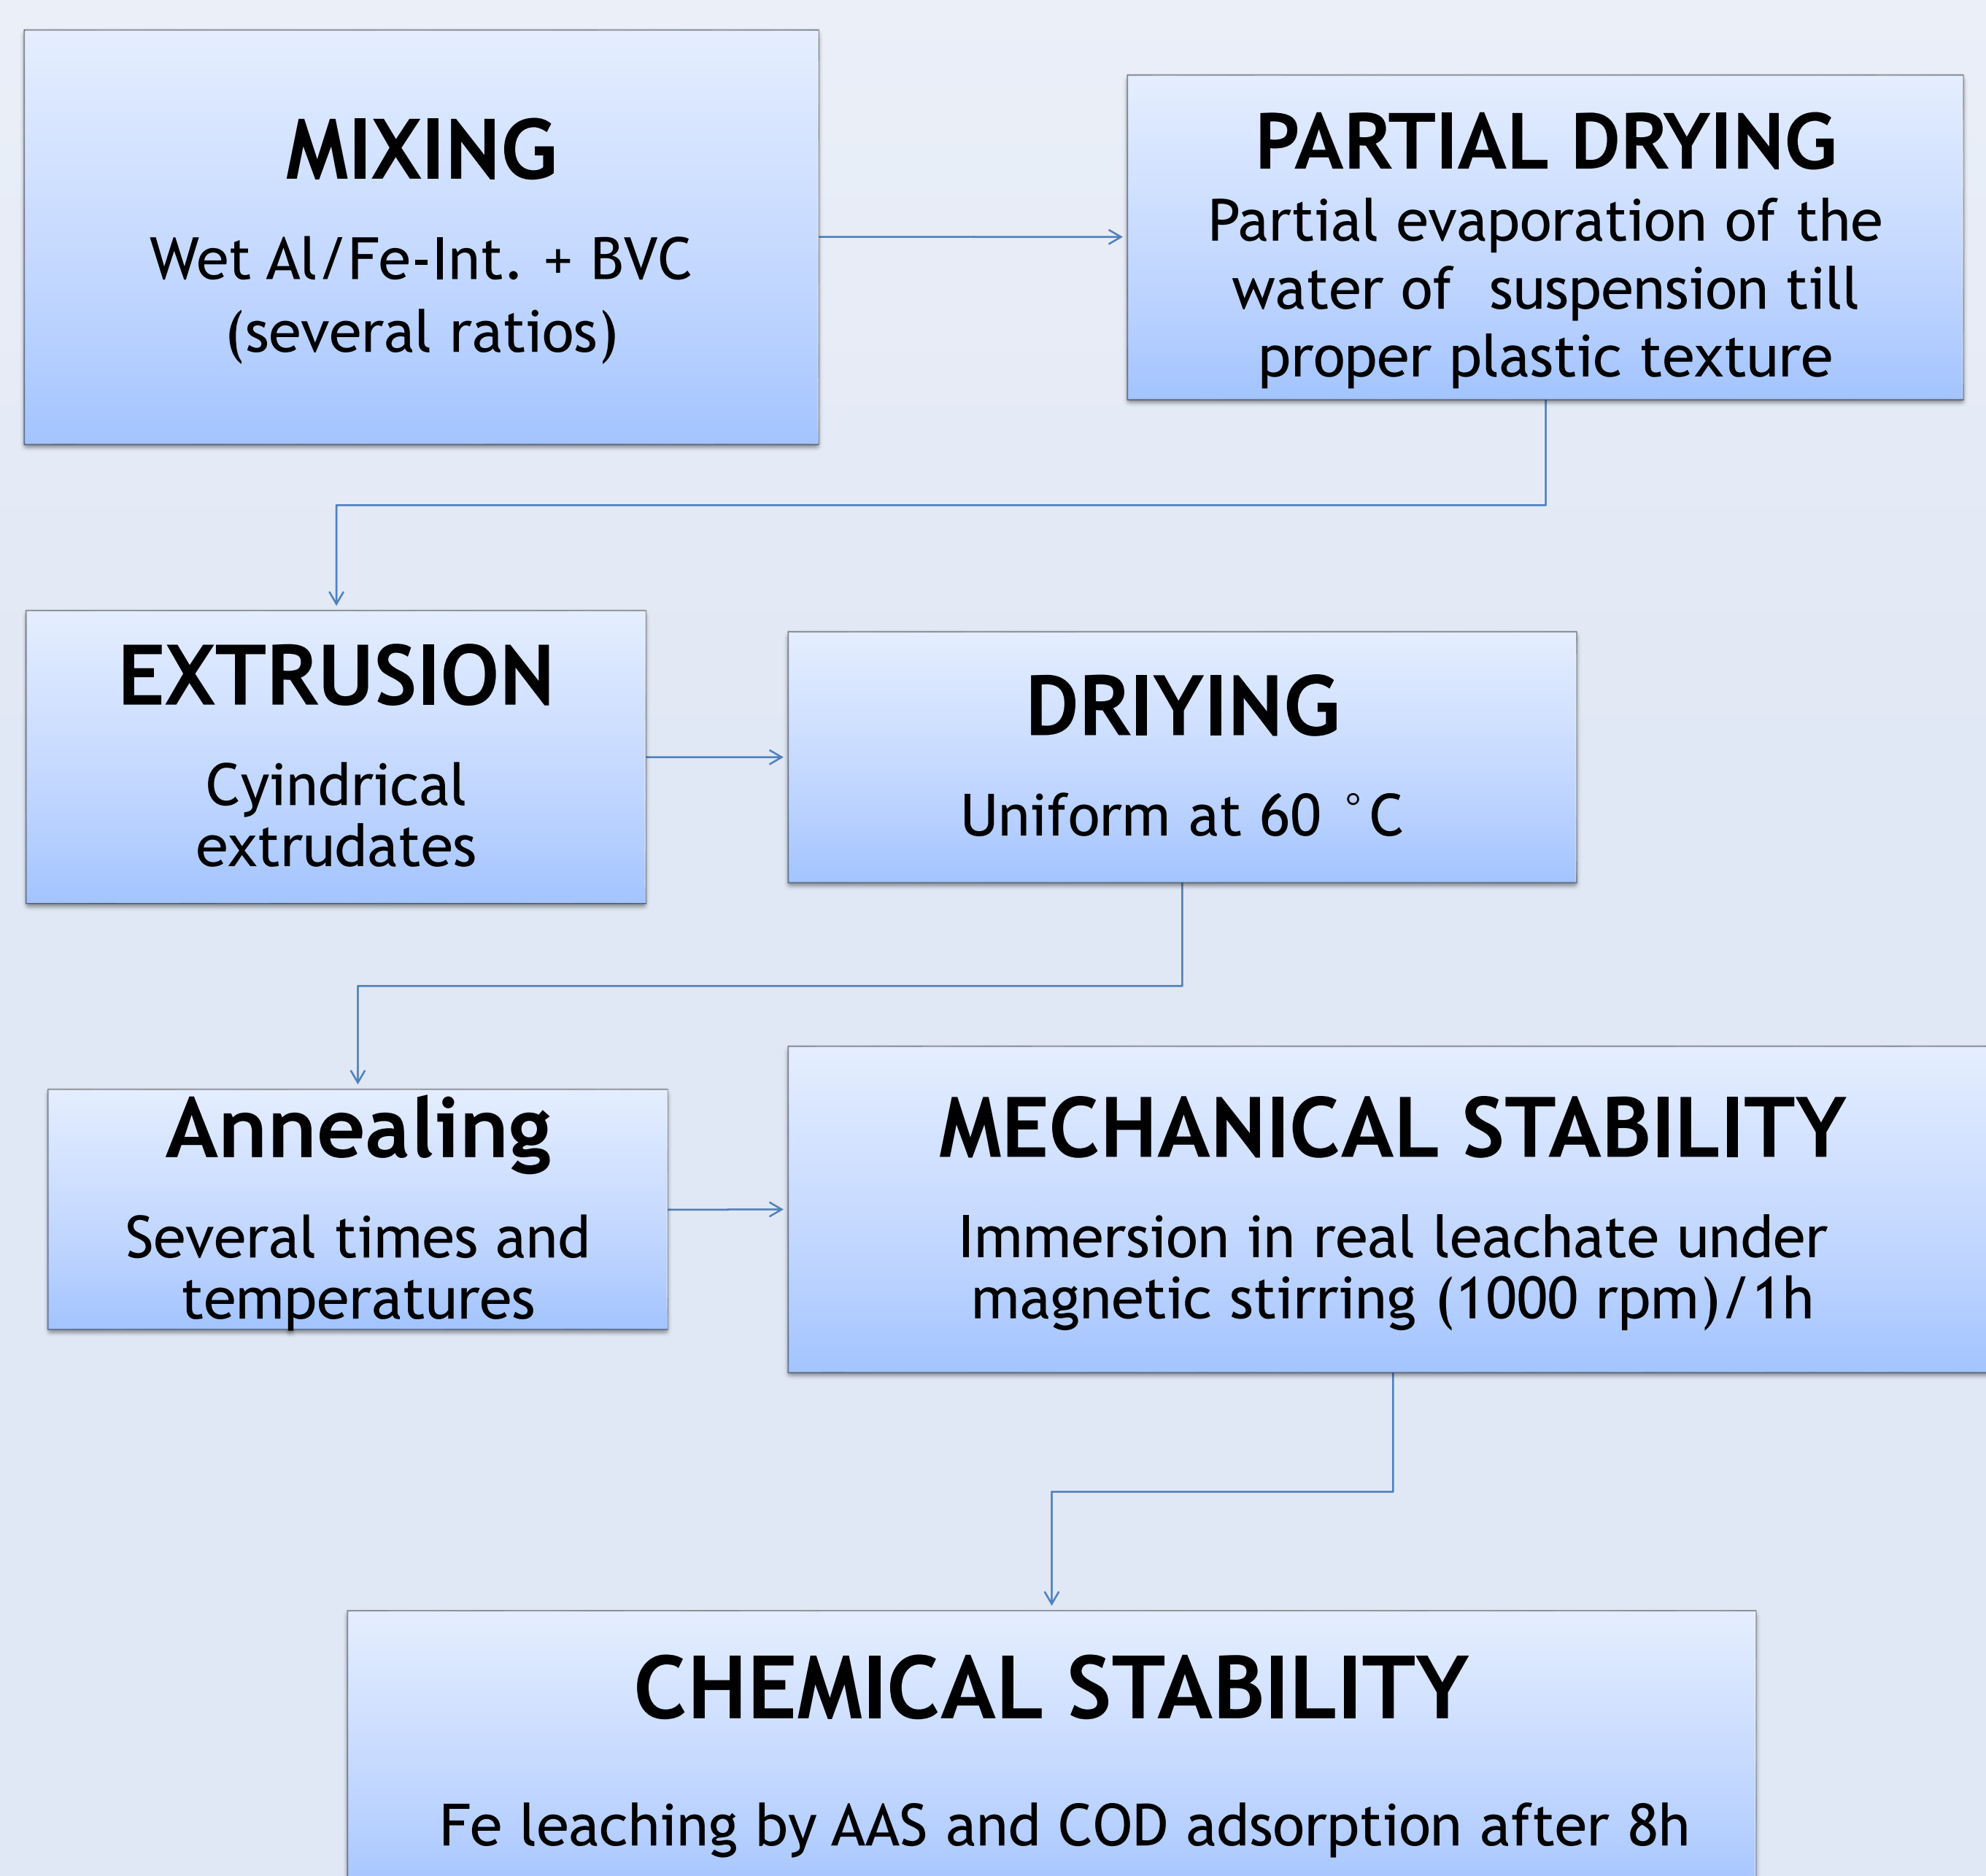 MIXING
Wet Al/Fe-Int. + BVC
(several ratios)
PARTIAL DRYING
Partial evaporation of the
water of suspension till
proper plastic texture
EXTRUSION
Cyindrical
extrudates
DRIYING
Uniform at 60 °C
Annealing
Several times and
temperatures
MECHANICAL STABILITY
Immersion in real leachate under
magnetic stirring (1000 rpm)/1h
CHEMICAL STABILITY
Fe leaching by AAS and COD adsorption after 8h